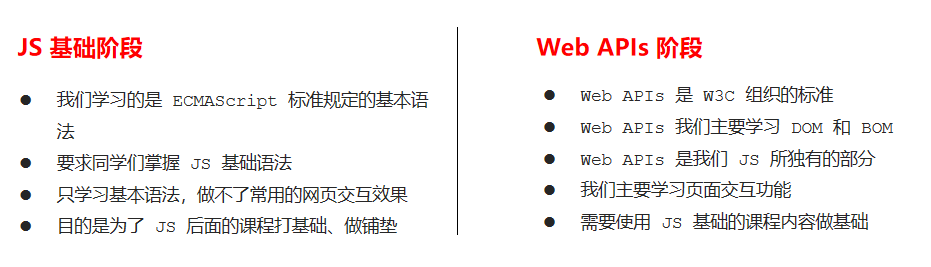 JS 基础阶段
● 我们学习的是 ECMAScript 标准规定的基本语
法
● 要求同学们掌握 JS 基础语法
● 只学习基本语法，做不了常用的网页交互效果
● 目的是为了 JS 后面的课程打基础、做铺垫
Web APIs 阶段
● Web APIs 是 W3C 组织的标准
● Web APIs 我们主要学习 DOM 和 BOM
● Web APIs 是我们 JS 所独有的部分
● 我们主要学习页面交互功能
● 需要使用 JS 基础的课程内容做基础